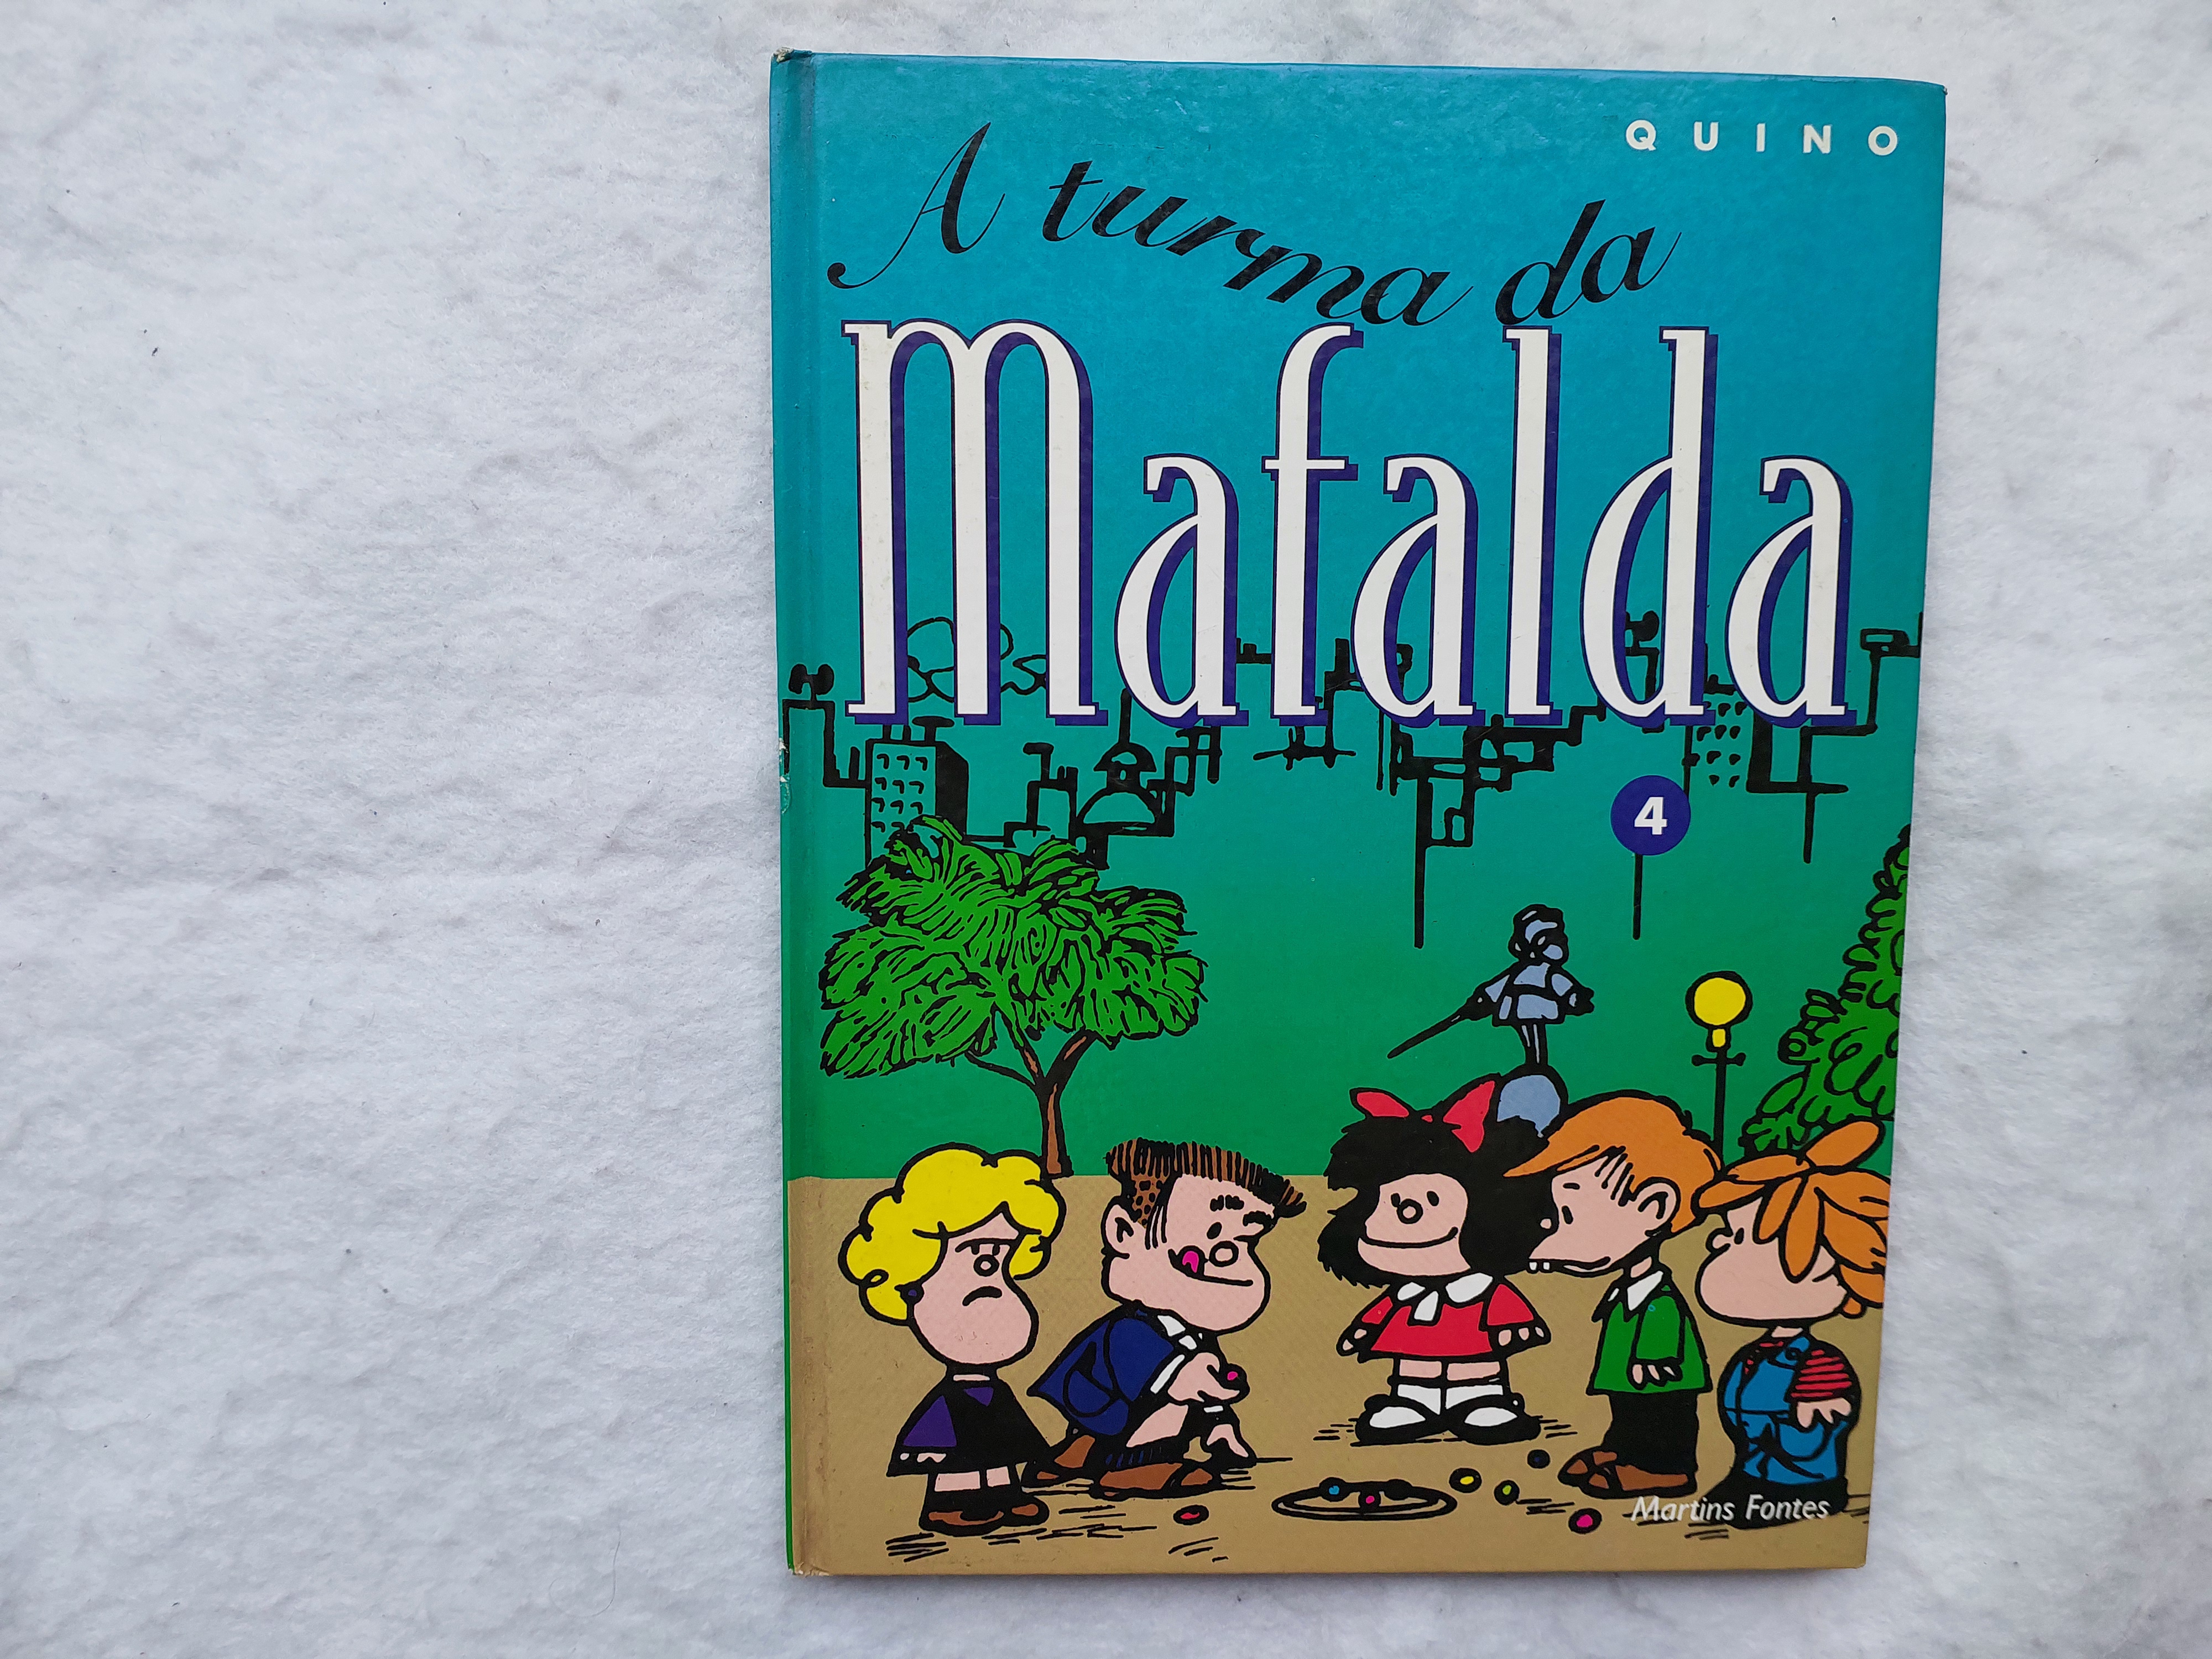 QUINO
A turma da
Mafalda
4
Martins Fontes